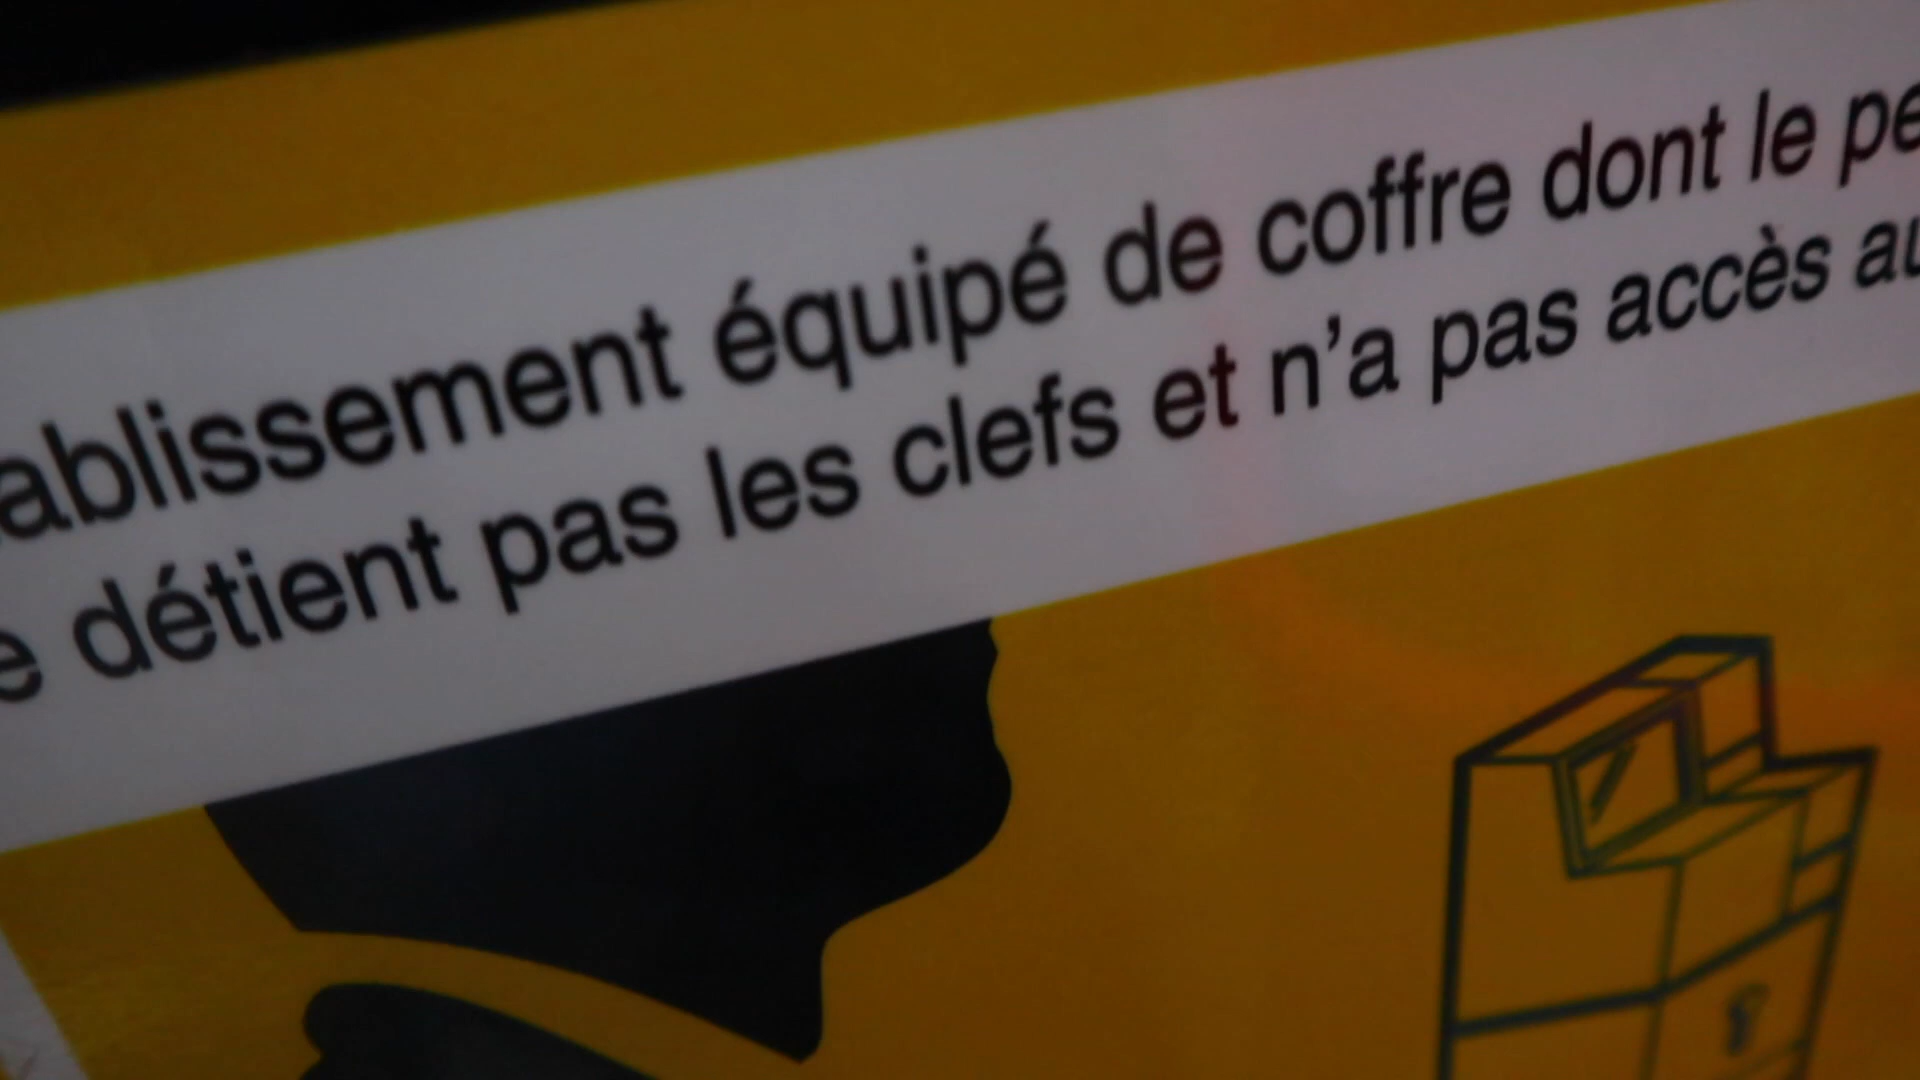 ablissement équipé de coffre dont le pe
e détient pas les clefs et n’a pas accès au